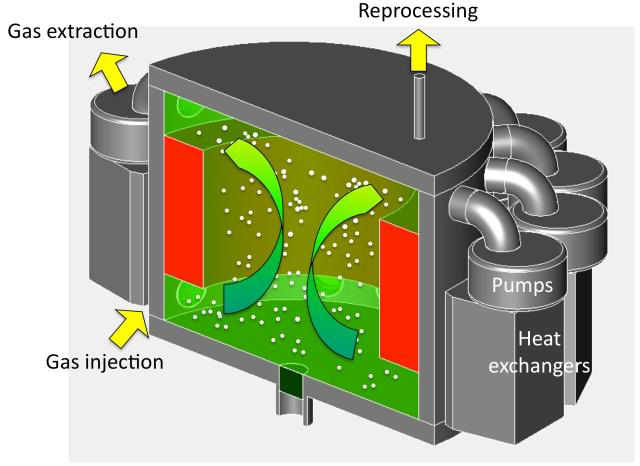 Reprocessing
Gas extraction
Pumps
Heat
exchangers
Gas injection